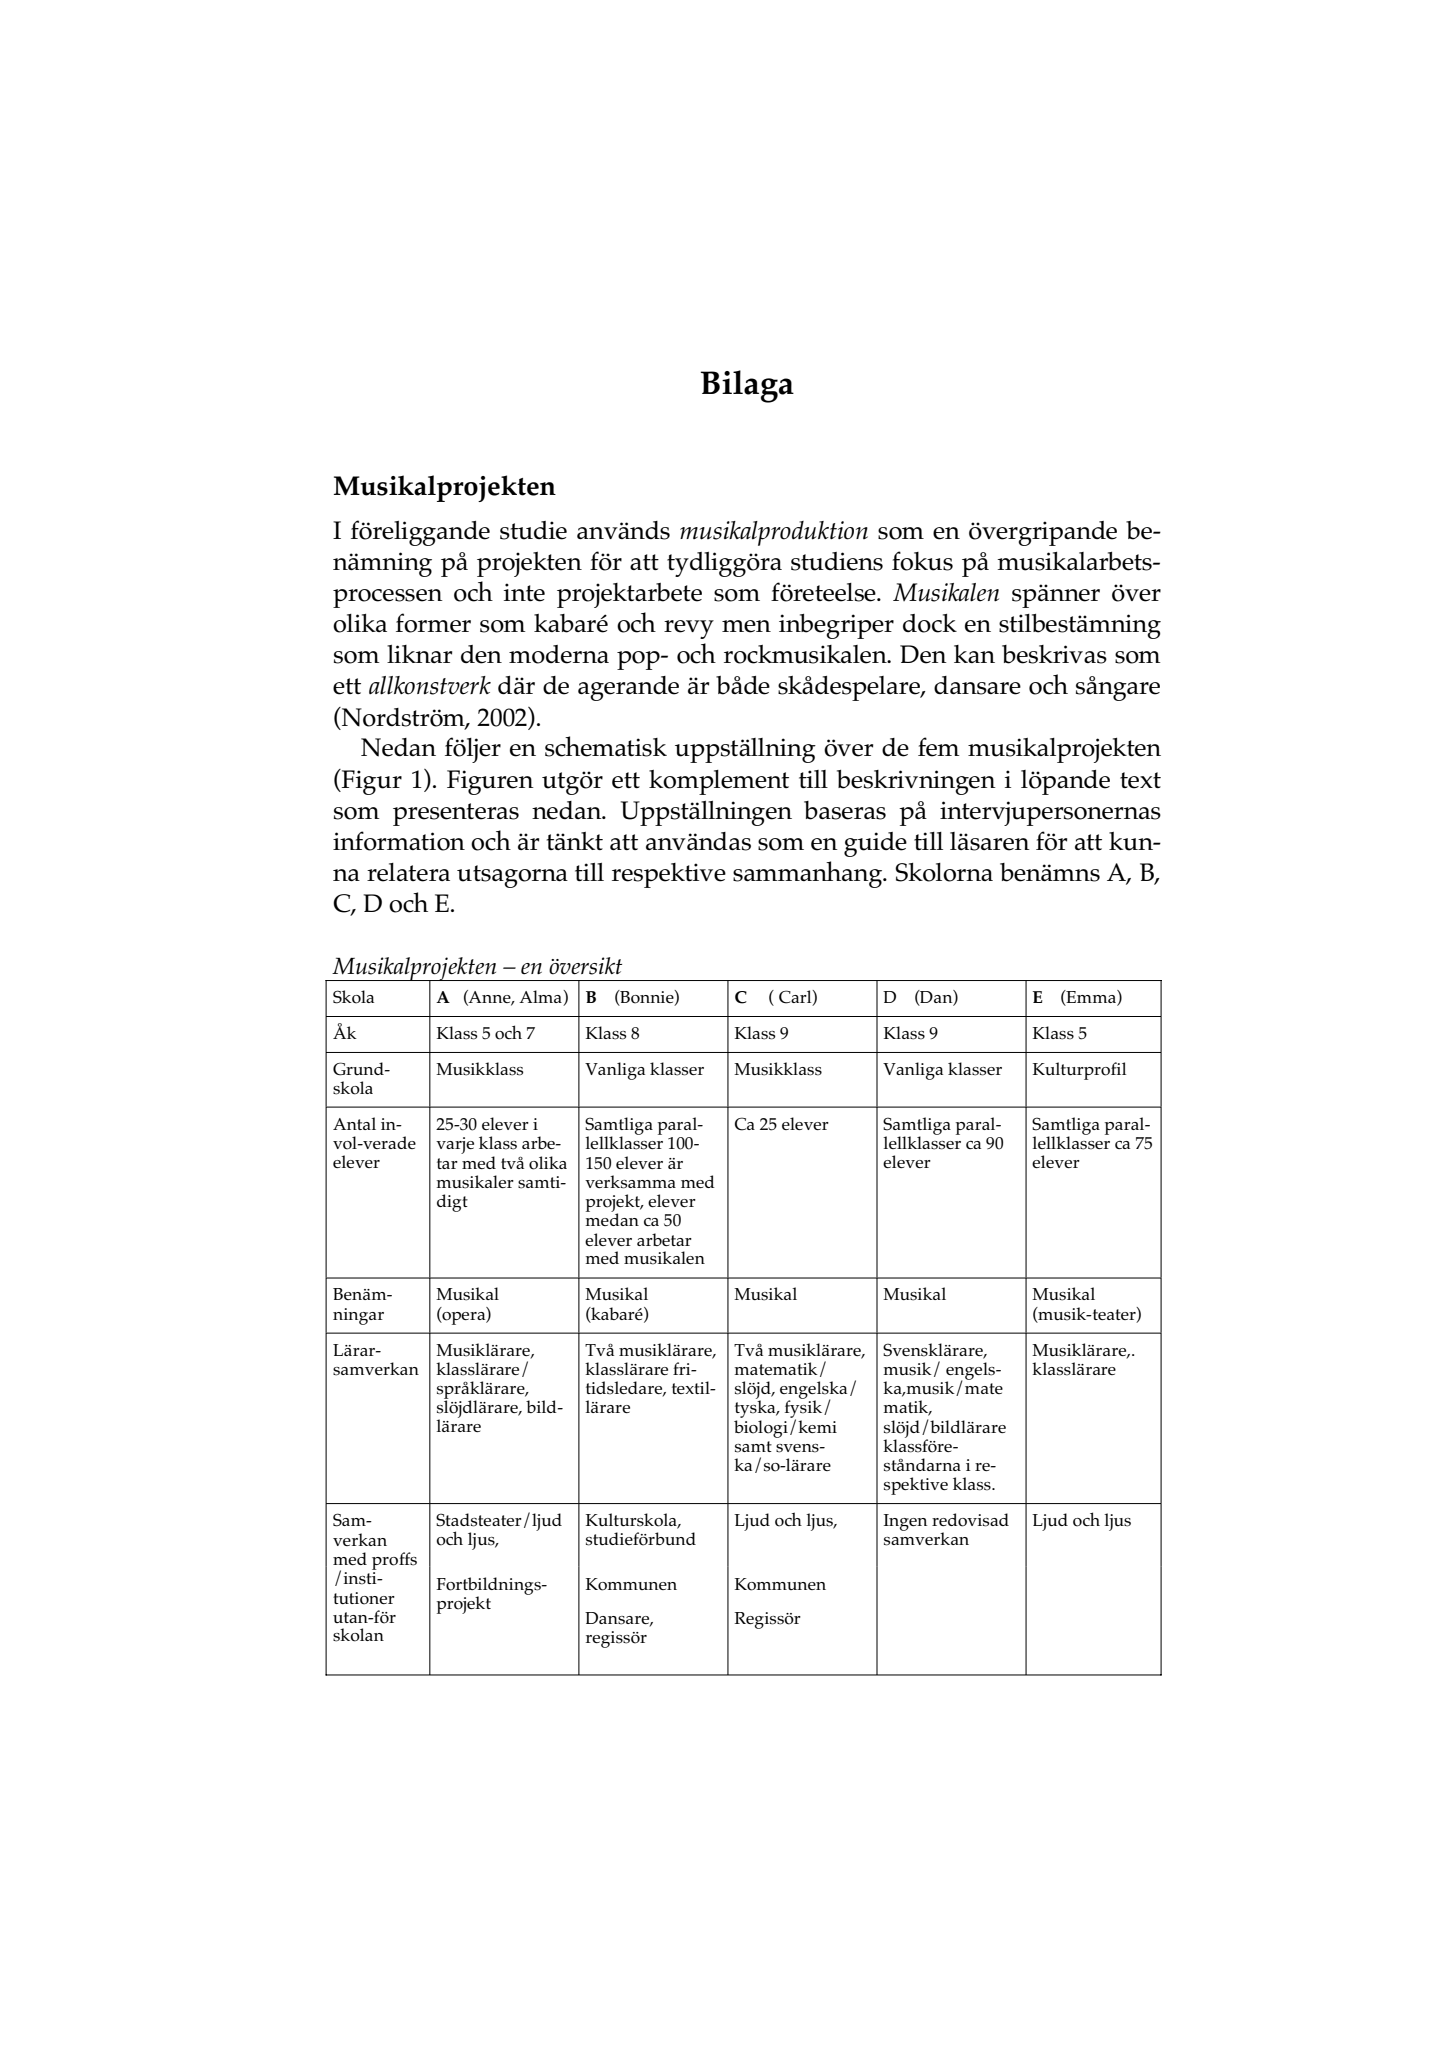 Bilaga
Musikalprojekten
I föreliggande studie används musikalproduktion som en övergripande be-
nämning på projekten för att tydliggöra studiens fokus på musikalarbets-
processen och inte projektarbete som företeelse. Musikalen spänner över
olika former som kabaré och revy men inbegriper dock en stilbestämning
som liknar den moderna pop- och rockmusikalen. Den kan beskrivas som
ett allkonstverk där de agerande är både skådespelare, dansare och sångare
(Nordström, 2002).
Nedan följer en schematisk uppställning över de fem musikalprojekten
(Figur 1). Figuren utgör ett komplement till beskrivningen i löpande text
som presenteras nedan. Uppställningen baseras på intervjupersonernas
information och är tänkt att användas som en guide till läsaren för att kun-
na relatera utsagorna till respektive sammanhang. Skolorna benämns A, B,
C, D och E.
Musikalprojekten – en översikt
Skola
A (Anne, Alma)
B (Bonnie)
C ( Carl)
D (Dan)
E (Emma)
Åk
Klass 5 och 7
Klass 8
Klass 9
Klass 9
Klass 5
Grund-
skola
Musikklass
Vanliga klasser
Musikklass
Vanliga klasser
Kulturprofil
Antal in-
vol-verade
elever
25-30 elever i
varje klass arbe-
tar med två olika
musikaler samti-
digt
Samtliga paral-
lellklasser 100-
150 elever är
verksamma med
projekt, elever
medan ca 50
elever arbetar
med musikalen
Ca 25 elever
Samtliga paral-
lellklasser ca 90
elever
Samtliga paral-
lellklasser ca 75
elever
Benäm-
ningar
Musikal
(opera)
Musikal
(kabaré)
Musikal
Musikal
Musikal
(musik-teater)
Lärar-
samverkan
Musiklärare,
klasslärare/
språklärare,
slöjdlärare, bild-
lärare
Två musiklärare,
klasslärare fri-
tidsledare, textil-
lärare
Två musiklärare,
matematik/
slöjd, engelska/
tyska, fysik/
biologi/kemi
samt svens-
ka/so-lärare
Svensklärare,
musik/ engels-
ka,musik/mate
matik,
slöjd/bildlärare
klassföre-
ståndarna i re-
spektive klass.
Musiklärare,.
klasslärare
Sam-
verkan
med proffs
/insti-
tutioner
utan-för
skolan
Stadsteater/ljud
och ljus,
Fortbildnings-
projekt
Kulturskola,
studieförbund
Kommunen
Dansare,
regissör
Ljud och ljus,
Kommunen
Regissör
Ingen redovisad
samverkan
Ljud och ljus